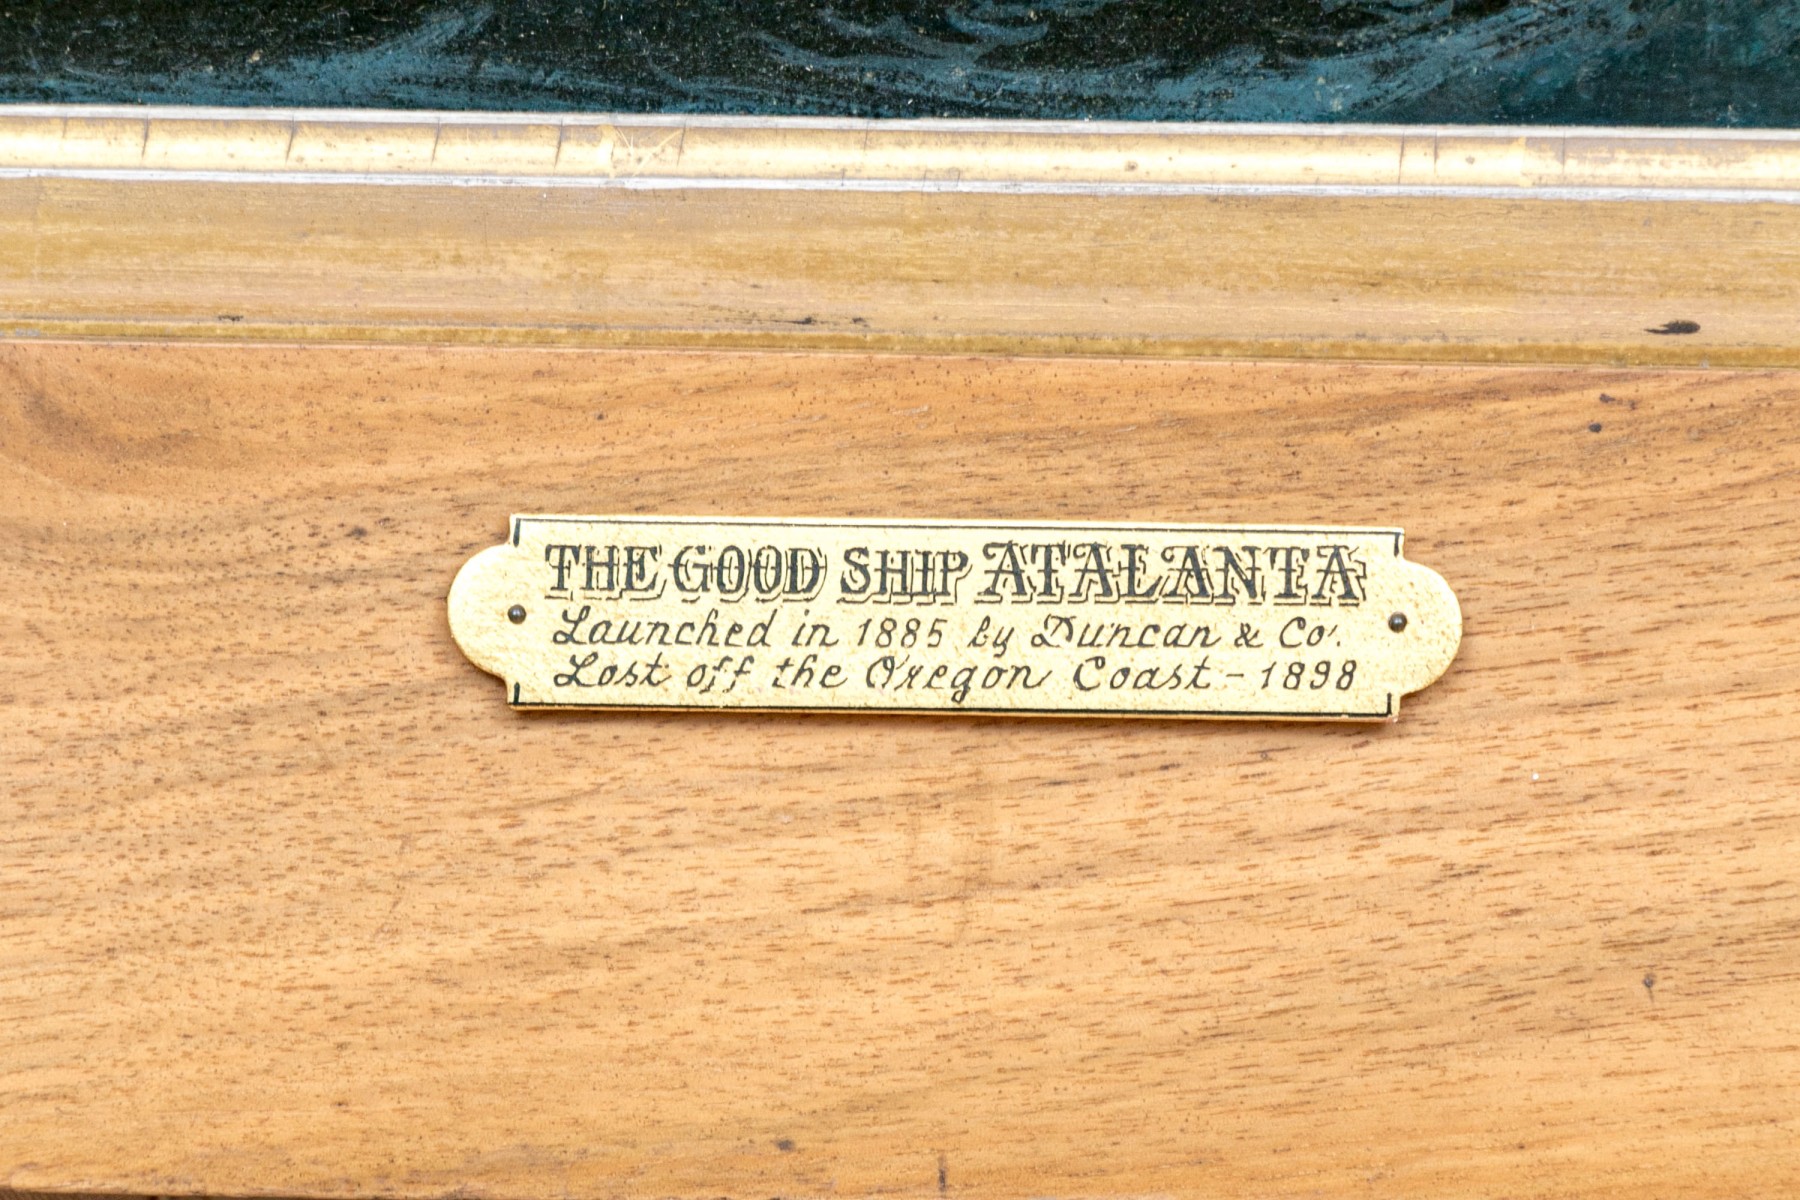 THE GOOD SHIP ATALANTA
Launched in 1885 by Duncan & Co.
Lost off the Oregon Coast - 1898